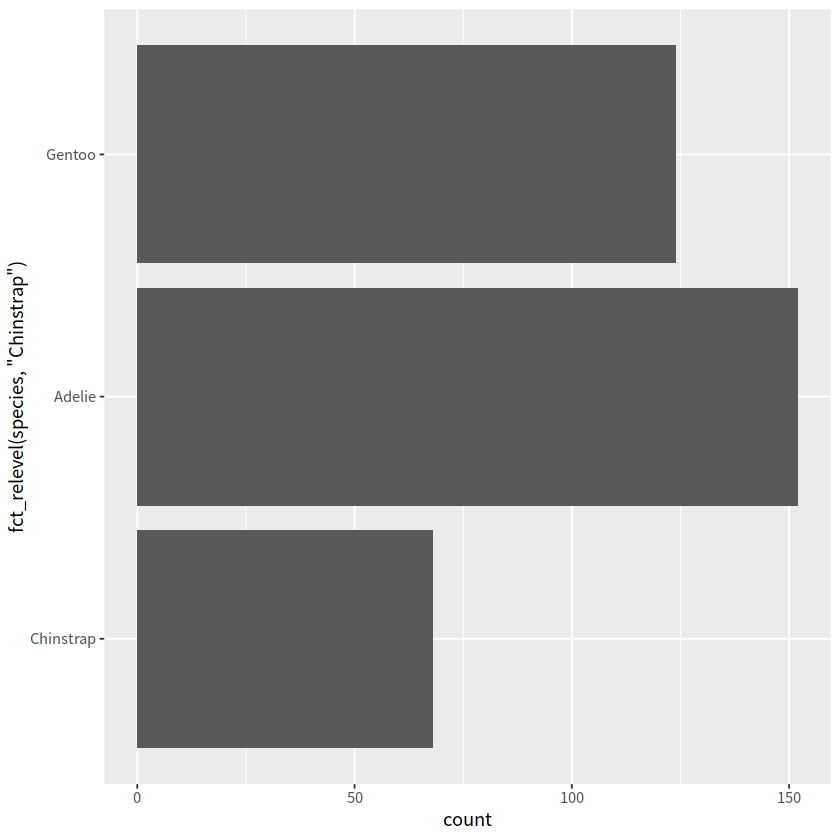 fct_relevel(species, "Chinstrap")
Gentoo
Adelie
Chinstrap
0 50 100 150
count